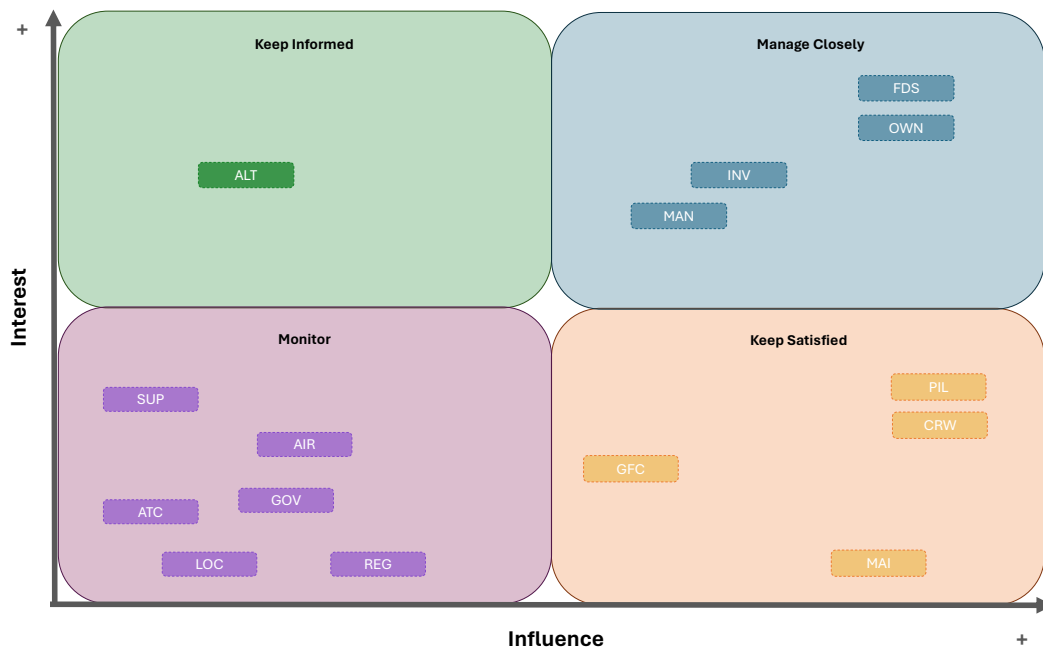 +
Keep Informed
Manage Closely
FDS
OWN
ALT
INV
MAN
Interest
Monitor
Keep Satisfied
SUP
PIL
CRW
AIR
GFC
GOV
ATC
LOC
REG
MAI
Influence
+